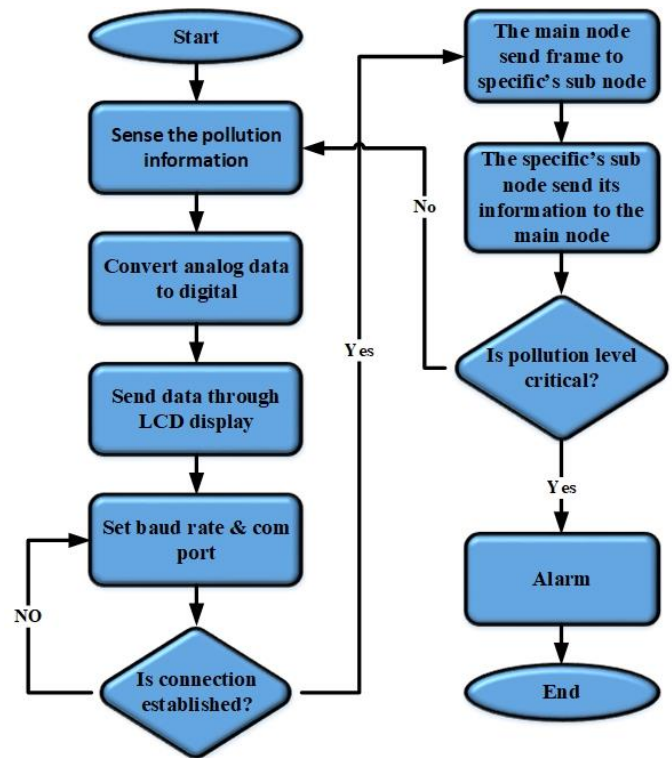 Start
Sense the pollution
information
Convert analog data
to digital
Send data through
LCD display
Set baud rate & com
port
NO
Is connection
established?
Yes
The main node
send frame to
specific's sub node
The specific's sub
node send its
information to the
main node
No
Is pollution level
critical?
Yes
Alarm
End